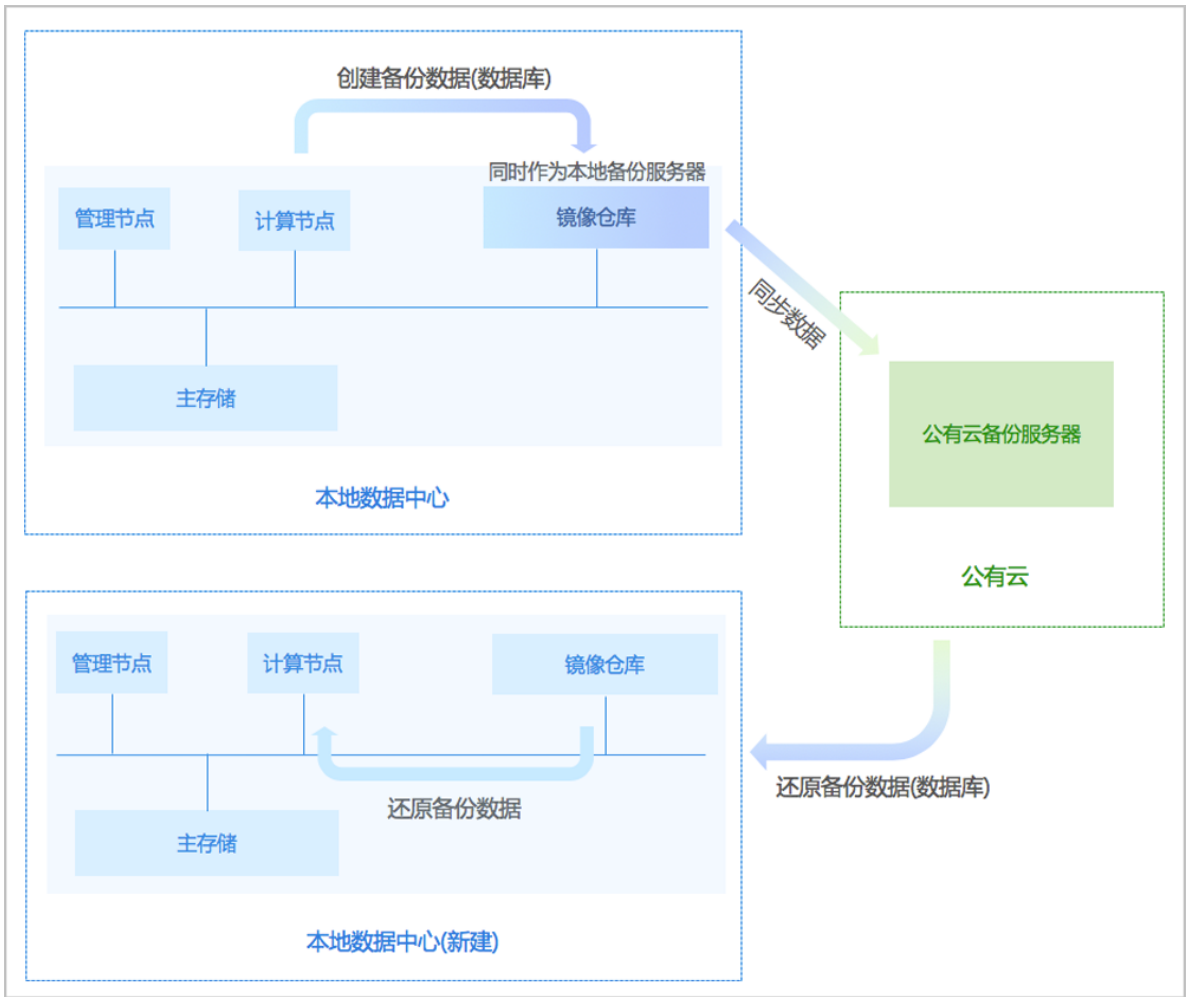 创建备份数据(数据库)
同时作为本地备份服务器
管理节点
计算节点
镜像仓库
同步数据
主存储
公有云备份服务器
本地数据中心
公有云
管理节点
计算节点
镜像仓库
还原备份数据
还原备份数据(数据库)
主存储
本地数据中心(新建)